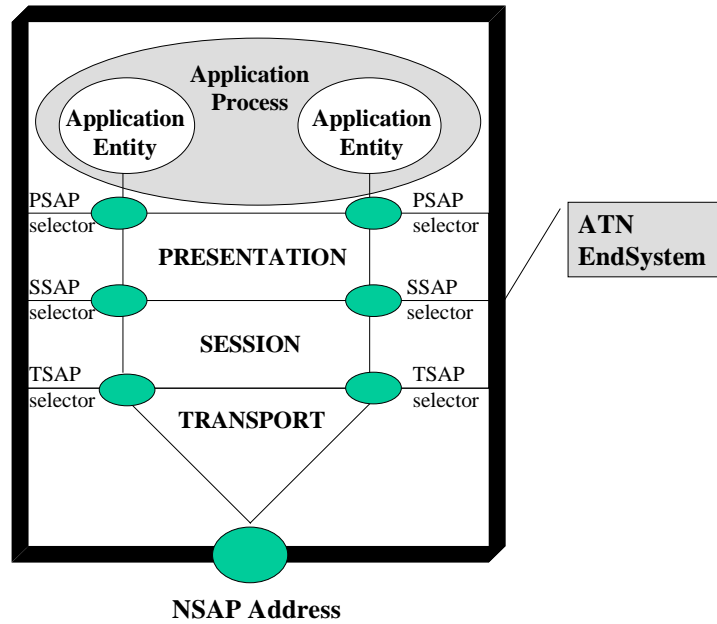 Application
Process
Application
Entity
Application
Entity
PSAP
selector
PSAP
selector
PRESENTATION
SSAP
selector
SSAP
selector
SESSION
TSAP
selector
TSAP
selector
TRANSPORT
NSAP Address
ATN
EndSystem